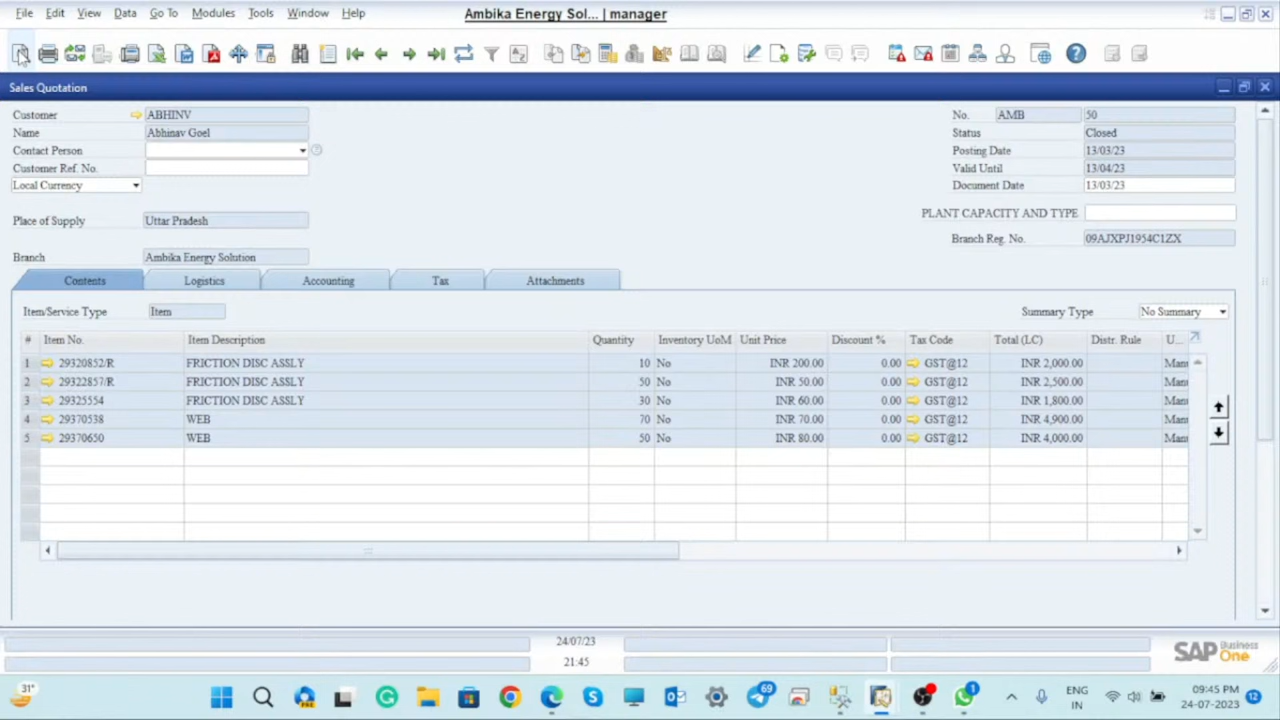 File Edit View Data Go To Modules Tools Window Help Ambika Energy Sol... | manager
Sales Quotation
Customer ABHINV No. AMB 50
Name Abhinav Goel Status Closed
Contact Person Posting Date 13/03/23
Customer Ref. No. Valid Until 13/04/23
Local Currency Document Date 13/03/23
Place of Supply Uttar Pradesh PLANT CAPACITY AND TYPE
Branch Reg. No. 09AJXPJ1954C1ZX
Branch Ambika Energy Solution
Contents Logistics Accounting Tax Attachments
Item/Service Type Item Summary Type No Summary
# Item No. Item Description Quantity Inventory UoM Unit Price Discount % Tax Code Total (LC) Distr. Rule U...
1 29320852/R FRICTION DISC ASSLY 10 No INR 200.00 0.00 GST@12 INR 2,000.00 Man
2 29322857/R FRICTION DISC ASSLY 50 No INR 50.00 0.00 GST@12 INR 2,500.00 Man
3 29325554 FRICTION DISC ASSLY 30 No INR 60.00 0.00 GST@12 INR 1,800.00 Man
4 29370538 WEB 70 No INR 70.00 0.00 GST@12 INR 4,900.00 Man
5 29370650 WEB 50 No INR 80.00 0.00 GST@12 INR 4,000.00 Man
24/07/23
21:45
SAP Business One
31°
69
1
ENG
IN
09:45 PM
24-07-2023
12